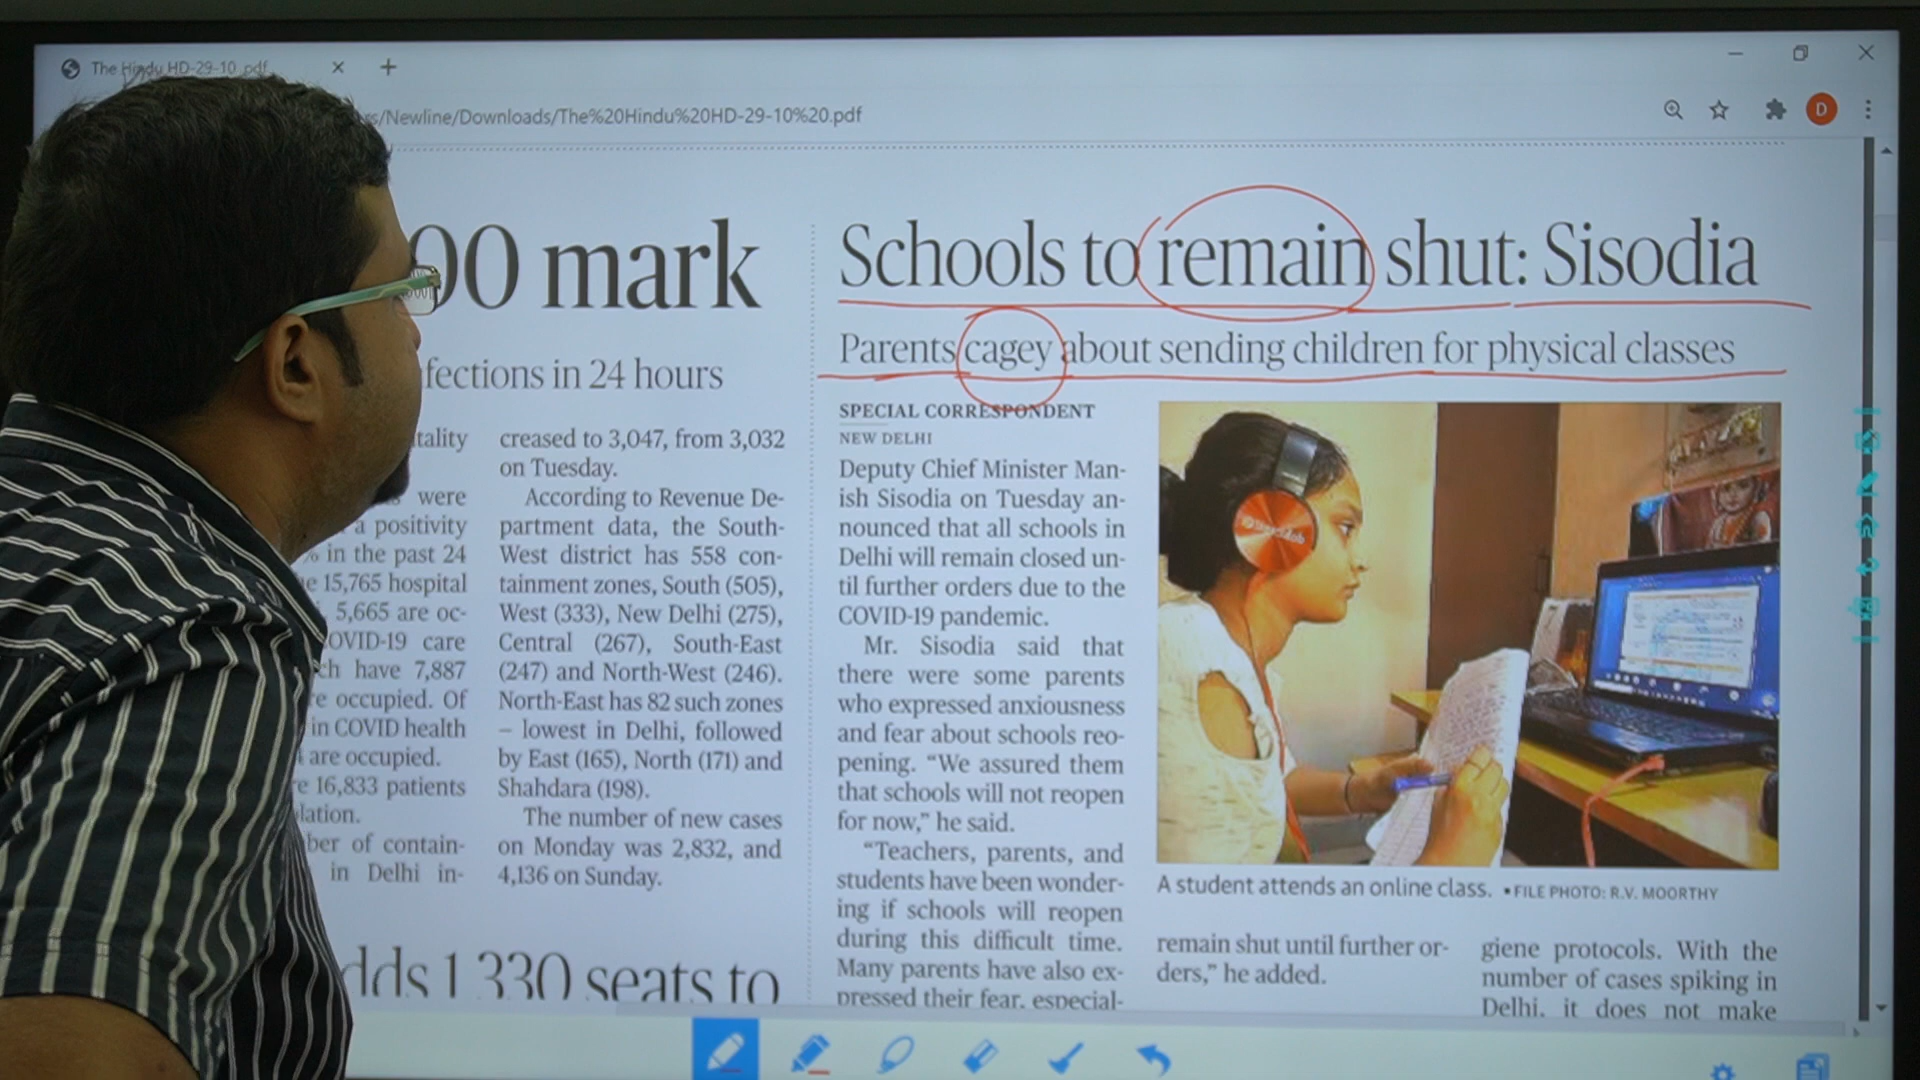 The Hindu HD-29-10 .pdf
/Newline/Downloads/The%20Hindu%20HD-29-10%20.pdf
D
00 mark
fections in 24 hours
tality
were
a positivity
% in the past 24
15,765 hospital
5,665 are oc-
OVID-19 care
ch have 7,887
re occupied. Of
in COVID health
are occupied.
16,833 patients
lation.
ber of contain-
in Delhi in-
creased to 3,047, from 3,032
on Tuesday.
According to Revenue De-
partment data, the South-
West district has 558 con-
tainment zones, South (505),
West (333), New Delhi (275),
Central (267), South-East
(247) and North-West (246).
North-East has 82 such zones
– lowest in Delhi, followed
by East (165), North (171) and
Shahdara (198).
The number of new cases
on Monday was 2,832, and
4,136 on Sunday.
dds 1,330 seats to
Schools to remain shut: Sisodia
Parents cagey about sending children for physical classes
SPECIAL CORRESPONDENT
NEW DELHI
Deputy Chief Minister Man-
ish Sisodia on Tuesday an-
nounced that all schools in
Delhi will remain closed un-
til further orders due to the
COVID-19 pandemic.
Mr. Sisodia said that
there were some parents
who expressed anxiousness
and fear about schools reo-
pening. “We assured them
that schools will not reopen
for now,” he said.
“Teachers, parents, and
students have been wonder-
ing if schools will reopen
during this difficult time.
Many parents have also ex-
pressed their fear, especial-
A student attends an online class. •FILE PHOTO: R.V. MOORTHY
remain shut until further or-
ders,” he added.
giene protocols. With the
number of cases spiking in
Delhi, it does not make